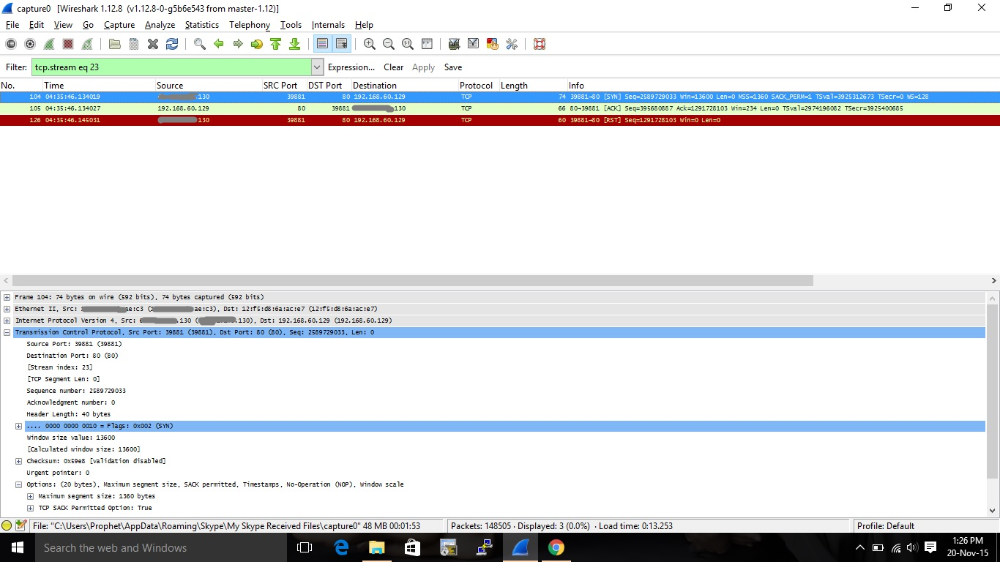 capture0 [Wireshark 1.12.8 (v1.12.8-0-g5b6e543 from master-1.12)]
File Edit View Go Capture Analyze Statistics Telephony Tools Internals Help
Filter: tcp.stream eq 23 Expression... Clear Apply Save
No. Time Source SRC Port DST Port Destination Protocol Length Info
104 04:35:46.134019 .130 39881 80 192.168.60.129 TCP 74 39881→80 [SYN] Seq=2589729033 Win=13600 Len=0 MSS=1360 SACK_PERM=1 TSval=3925312673 TSecr=0 WS=128
105 04:35:46.134027 192.168.60.129 80 39881 .130 TCP 66 80→39881 [ACK] Seq=395680887 Ack=1291728103 Win=234 Len=0 TSval=2974196082 TSecr=3925400685
126 04:35:46.145031 .130 39881 80 192.168.60.129 TCP 60 39881→80 [RST] Seq=1291728103 Win=0 Len=0
Frame 104: 74 bytes on wire (592 bits), 74 bytes captured (592 bits)
Ethernet II, Src: ae:c3 ( ae:c3), Dst: 12:f5:d8:6a:ac:e7 (12:f5:d8:6a:ac:e7)
Internet Protocol Version 4, Src: .130 ( .130), Dst: 192.168.60.129 (192.168.60.129)
Transmission Control Protocol, Src Port: 39881 (39881), Dst Port: 80 (80), Seq: 2589729033, Len: 0
Source Port: 39881 (39881)
Destination Port: 80 (80)
[Stream index: 23]
[TCP Segment Len: 0]
Sequence number: 2589729033
Acknowledgment number: 0
Header Length: 40 bytes
.... 0000 0000 0010 = Flags: 0x002 (SYN)
Window size value: 13600
[Calculated window size: 13600]
Checksum: 0x59e8 [validation disabled]
Urgent pointer: 0
Options: (20 bytes), Maximum segment size, SACK permitted, Timestamps, No-Operation (NOP), Window scale
Maximum segment size: 1360 bytes
TCP SACK Permitted Option: True
File: "C:\Users\Prophet\AppData\Roaming\Skype\My Skype Received Files\capture0" 48 MB 00:01:53 Packets: 148505 · Displayed: 3 (0.0%) · Load time: 0:13.253 Profile: Default
Search the web and Windows
1:26 PM
20-Nov-15